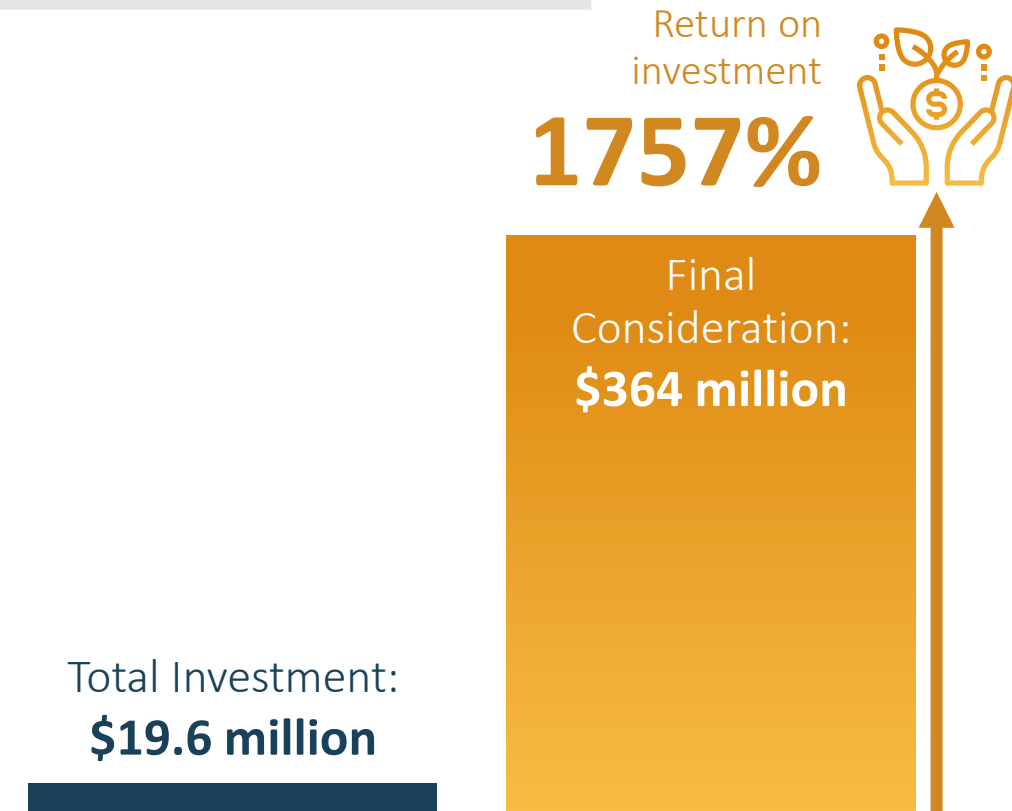 Return on
investment
1757%
$
Final
Consideration:
$364 million
Total Investment:
$19.6 million